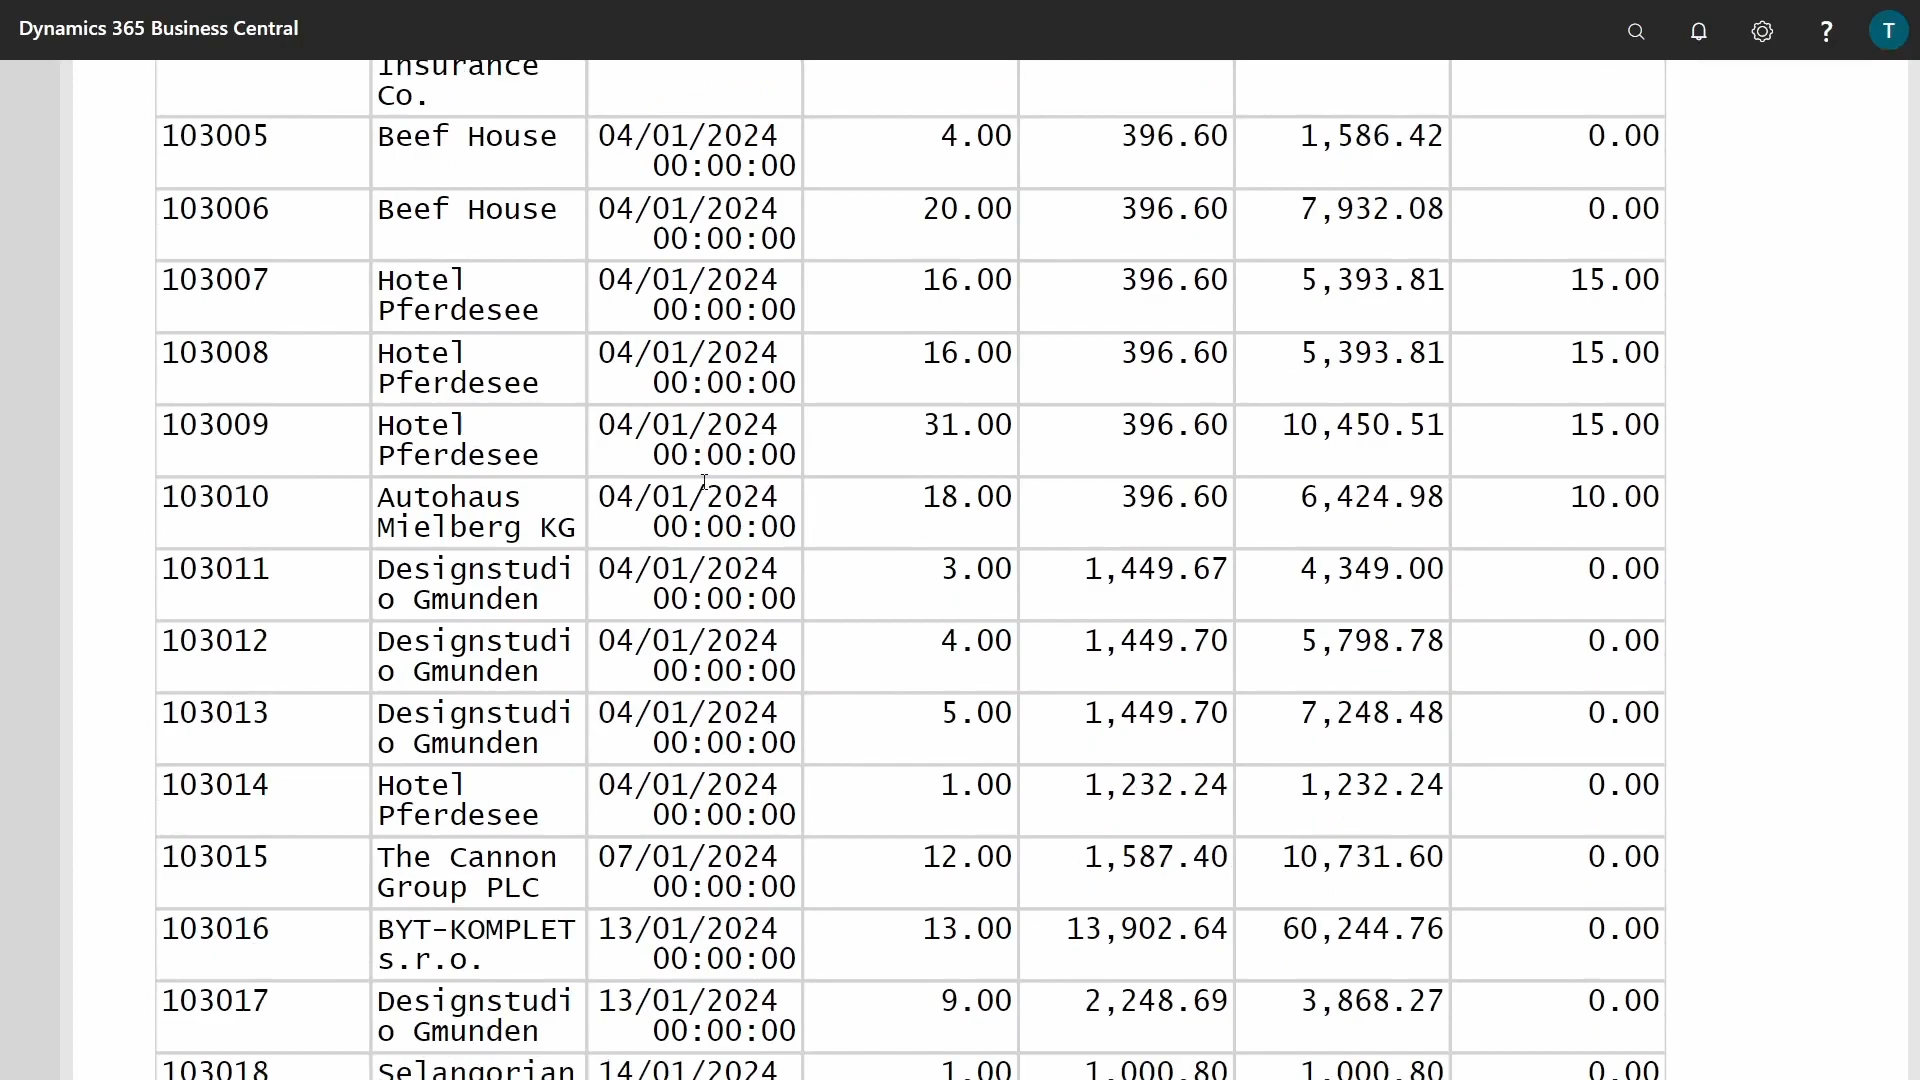 Dynamics 365 Business Central
?
T
Insurance
Co.
103005 Beef House 04/01/2024 4.00 396.60 1,586.42 0.00
00:00:00
103006 Beef House 04/01/2024 20.00 396.60 7,932.08 0.00
00:00:00
103007 Hotel 04/01/2024 16.00 396.60 5,393.81 15.00
Pferdesee 00:00:00
103008 Hotel 04/01/2024 16.00 396.60 5,393.81 15.00
Pferdesee 00:00:00
103009 Hotel 04/01/2024 31.00 396.60 10,450.51 15.00
Pferdesee 00:00:00
103010 Autohaus 04/01/2024 18.00 396.60 6,424.98 10.00
Mielberg KG 00:00:00
103011 Designstudi 04/01/2024 3.00 1,449.67 4,349.00 0.00
o Gmunden 00:00:00
103012 Designstudi 04/01/2024 4.00 1,449.70 5,798.78 0.00
o Gmunden 00:00:00
103013 Designstudi 04/01/2024 5.00 1,449.70 7,248.48 0.00
o Gmunden 00:00:00
103014 Hotel 04/01/2024 1.00 1,232.24 1,232.24 0.00
Pferdesee 00:00:00
103015 The Cannon 07/01/2024 12.00 1,587.40 10,731.60 0.00
Group PLC 00:00:00
103016 BYT-KOMPLET 13/01/2024 13.00 13,902.64 60,244.76 0.00
s.r.o. 00:00:00
103017 Designstudi 13/01/2024 9.00 2,248.69 3,868.27 0.00
o Gmunden 00:00:00
103018 Selangorian 14/01/2024 1.00 1,000.80 1,000.80 0.00